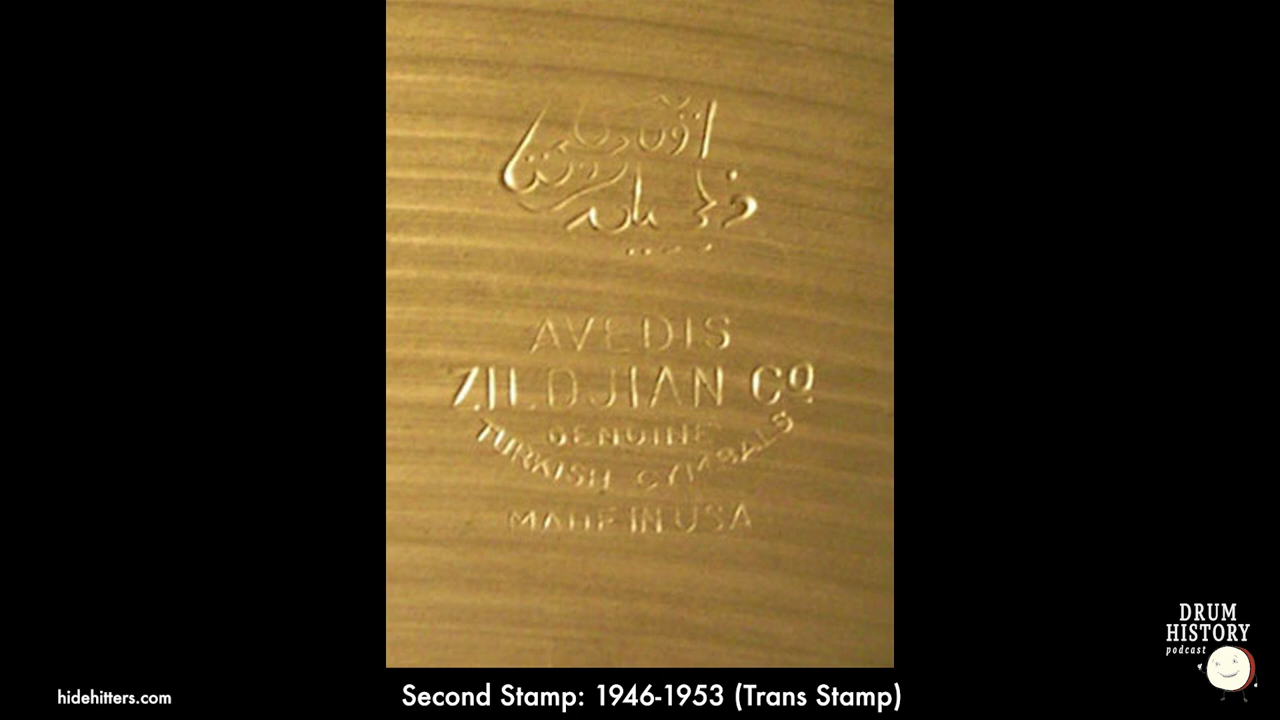 AVEDIS
ZILDJIAN Co
GENUINE
TURKISH CYMBALS
MADE IN USA
DRUM
HISTORY
podcast
hidehitters.com
Second Stamp: 1946-1953 (Trans Stamp)